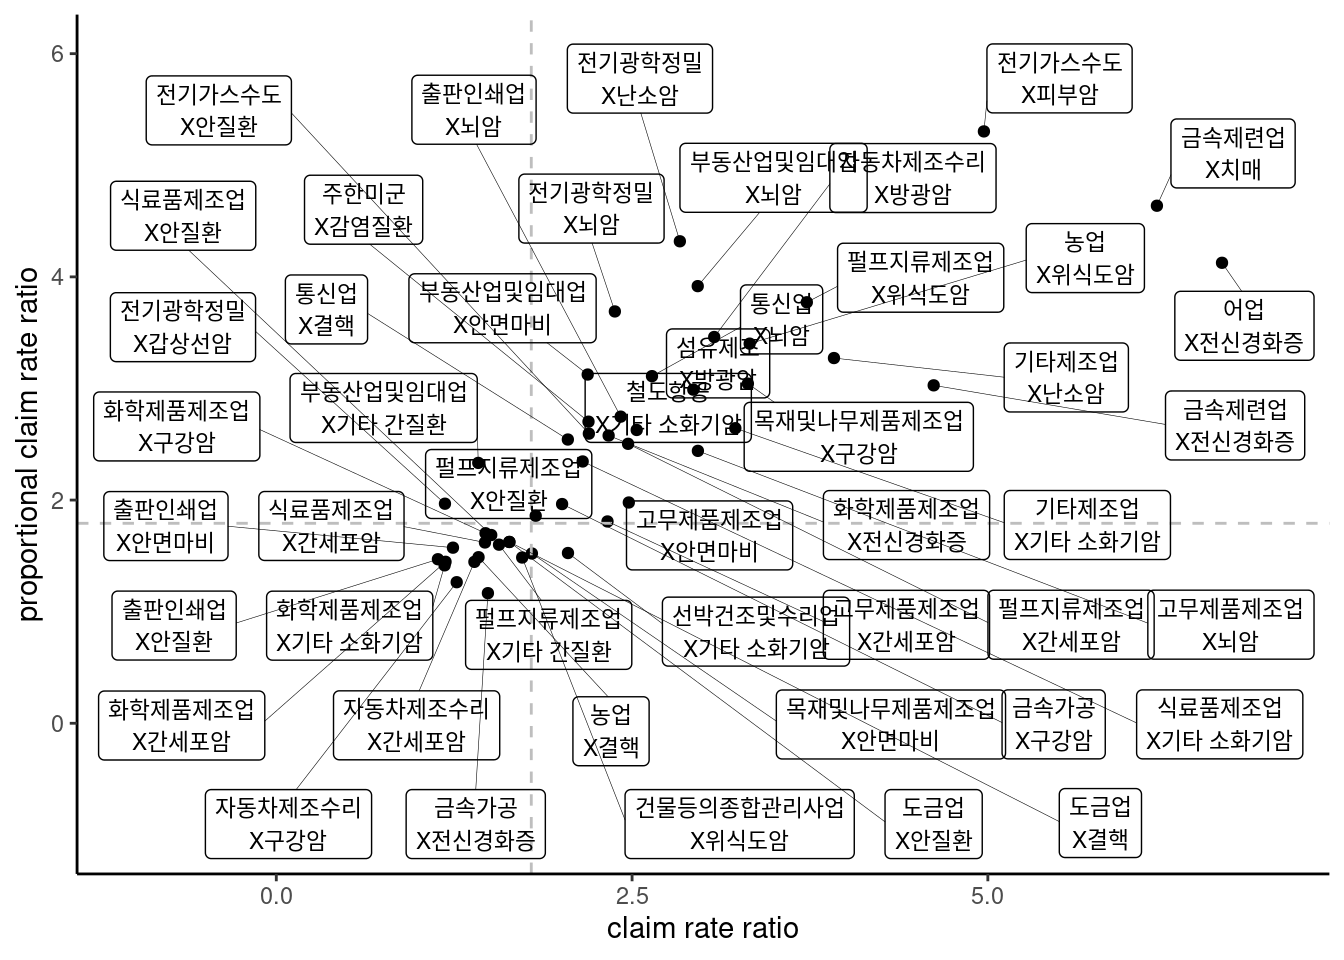 proportional claim rate ratio
6
4
2
0
전기가스수도
X안질환
출판인쇄업
X뇌암
전기광학정밀
X난소암
전기가스수도
X피부암
금속제련업
X치매
부동산업및임대업
X뇌암
자동차제조수리
X방광암
식료품제조업
X안질환
주한미군
X감염질환
전기광학정밀
X뇌암
농업
X위식도암
펄프지류제조업
X위식도암
어업
X전신경화증
전기광학정밀
X갑상선암
통신업
X결핵
부동산업및임대업
X안면마비
통신업
X뇌암
섬유제조
X방광암
기타제조업
X난소암
화학제품제조업
X구강암
부동산업및임대업
X기타 간질환
철도항공
X기타 소화기암
목재및나무제품제조업
X구강암
금속제련업
X전신경화증
펄프지류제조업
X안질환
출판인쇄업
X안면마비
식료품제조업
X간세포암
고무제품제조업
X안면마비
화학제품제조업
X전신경화증
기타제조업
X기타 소화기암
출판인쇄업
X안질환
화학제품제조업
X기타 소화기암
펄프지류제조업
X기타 간질환
선박건조및수리업
X기타 소화기암
고무제품제조업
X간세포암
펄프지류제조업
X간세포암
고무제품제조업
X뇌암
화학제품제조업
X간세포암
자동차제조수리
X간세포암
농업
X결핵
목재및나무제품제조업
X안면마비
금속가공
X구강암
식료품제조업
X기타 소화기암
자동차제조수리
X구강암
금속가공
X전신경화증
건물등의종합관리사업
X위식도암
도금업
X안질환
도금업
X결핵
0.0
2.5
5.0
claim rate ratio